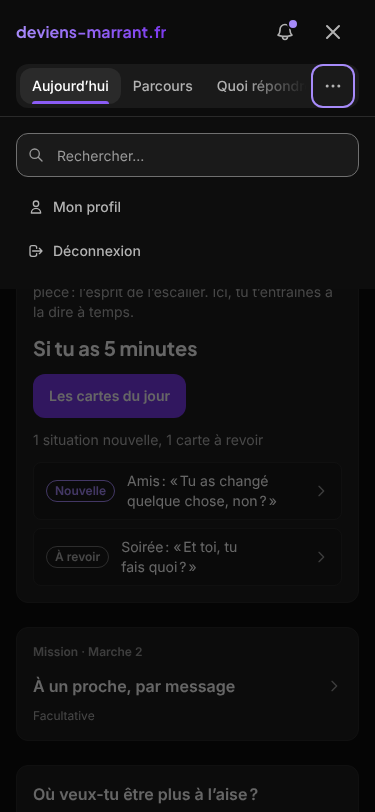 deviens-marrant.fr
Aujourd’hui
Parcours
Quoi répond
Rechercher…
Mon profil
Déconnexion
pièce : l’esprit de l’escalier. Ici, tu t’entraînes à
la dire à temps.
Si tu as 5 minutes
Les cartes du jour
1 situation nouvelle, 1 carte à revoir
Nouvelle
Amis : « Tu as changé
quelque chose, non ? »
À revoir
Soirée : « Et toi, tu
fais quoi ? »
Mission · Marche 2
À un proche, par message
Facultative
Où veux-tu être plus à l’aise ?